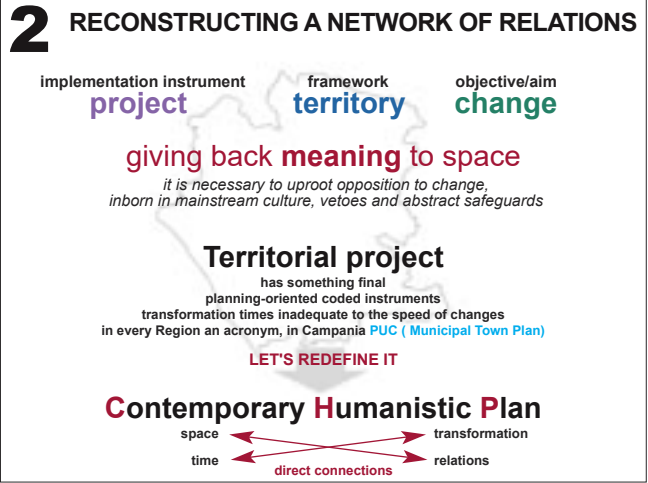 2 RECONSTRUCTING A NETWORK OF RELATIONS
implementation instrument framework objective/aim
project territory change
giving back meaning to space
it is necessary to uproot opposition to change,
inborn in mainstream culture, vetoes and abstract safeguards
Territorial project
has something final
planning-oriented coded instruments
transformation times inadequate to the speed of changes
in every Region an acronym, in Campania PUC ( Municipal Town Plan)
LET'S REDEFINE IT
Contemporary Humanistic Plan
space transformation
time relations
direct connections